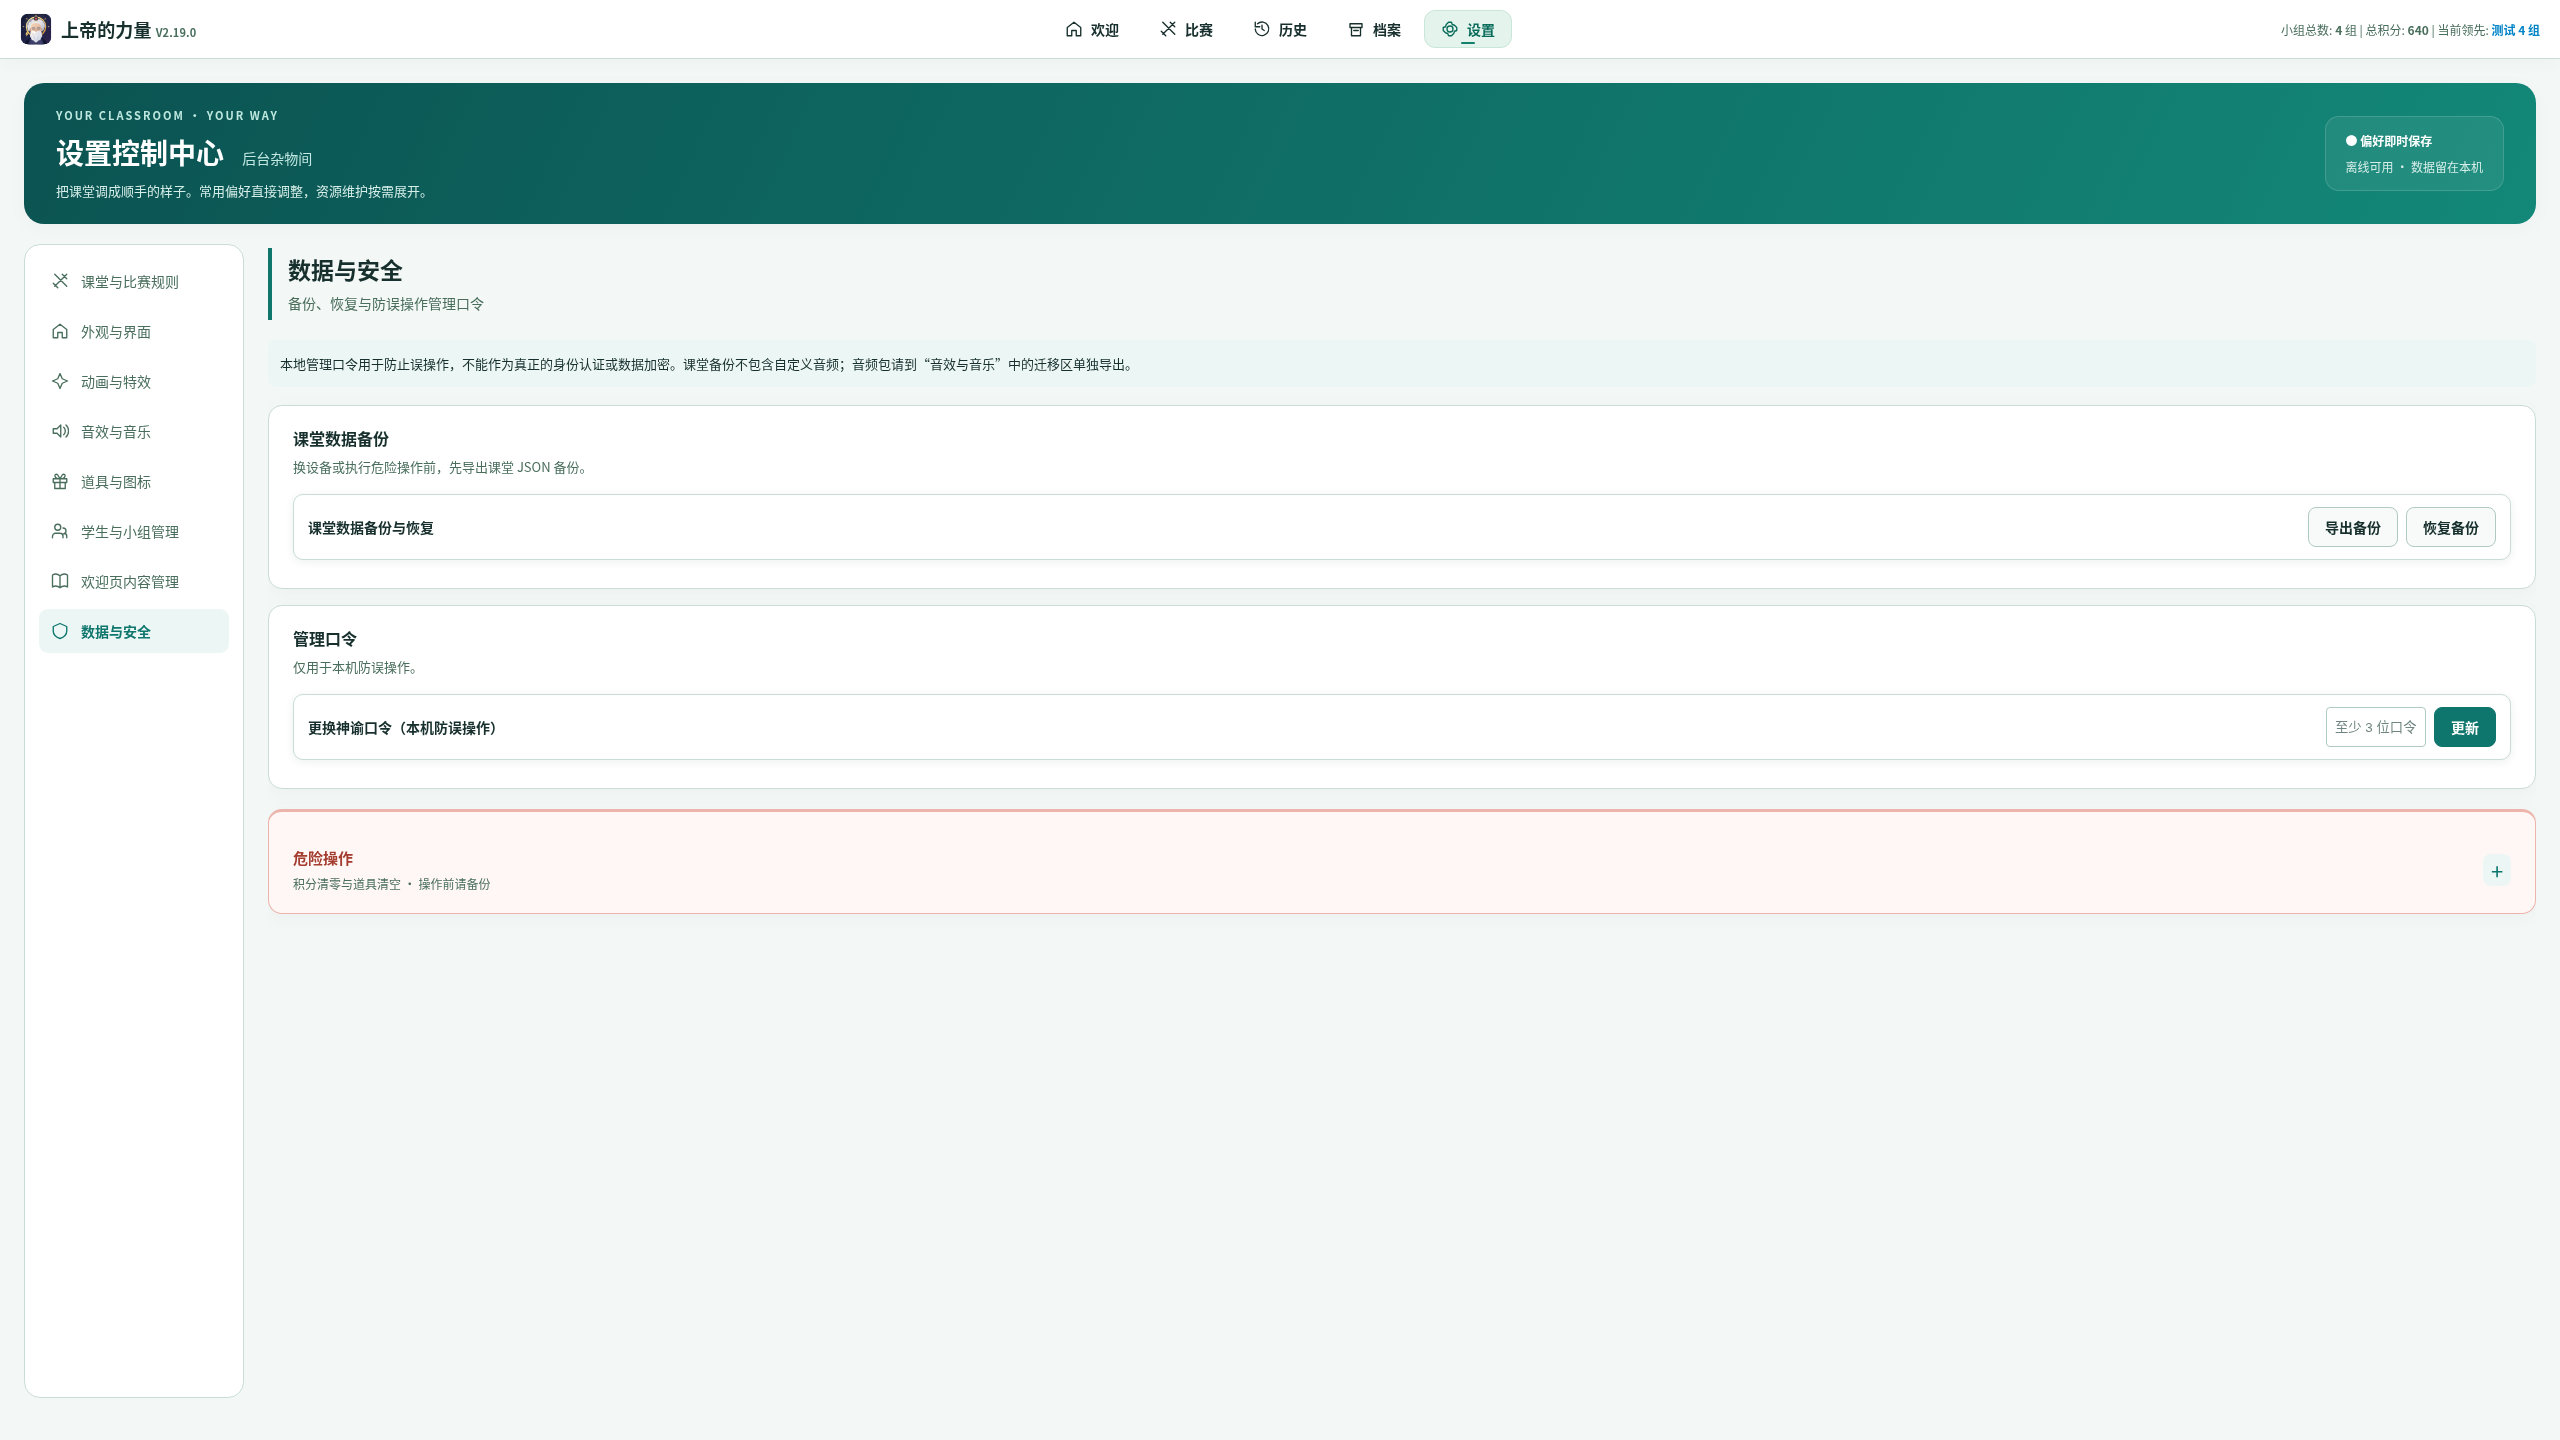 上帝的力量 V2.19.0
欢迎
比赛
历史
档案
设置
小组总数: 4 组 | 总积分: 640 | 当前领先: 测试 4 组
YOUR CLASSROOM · YOUR WAY
设置控制中心 后台杂物间
把课堂调成顺手的样子。常用偏好直接调整，资源维护按需展开。
偏好即时保存
离线可用 · 数据留在本机
课堂与比赛规则
外观与界面
动画与特效
音效与音乐
道具与图标
学生与小组管理
欢迎页内容管理
数据与安全
数据与安全
备份、恢复与防误操作管理口令
本地管理口令用于防止误操作，不能作为真正的身份认证或数据加密。课堂备份不包含自定义音频；音频包请到“音效与音乐”中的迁移区单独导出。
课堂数据备份
换设备或执行危险操作前，先导出课堂 JSON 备份。
课堂数据备份与恢复
导出备份
恢复备份
管理口令
仅用于本机防误操作。
更换神谕口令（本机防误操作）
至少 3 位口令
更新
危险操作
积分清零与道具清空 · 操作前请备份
+